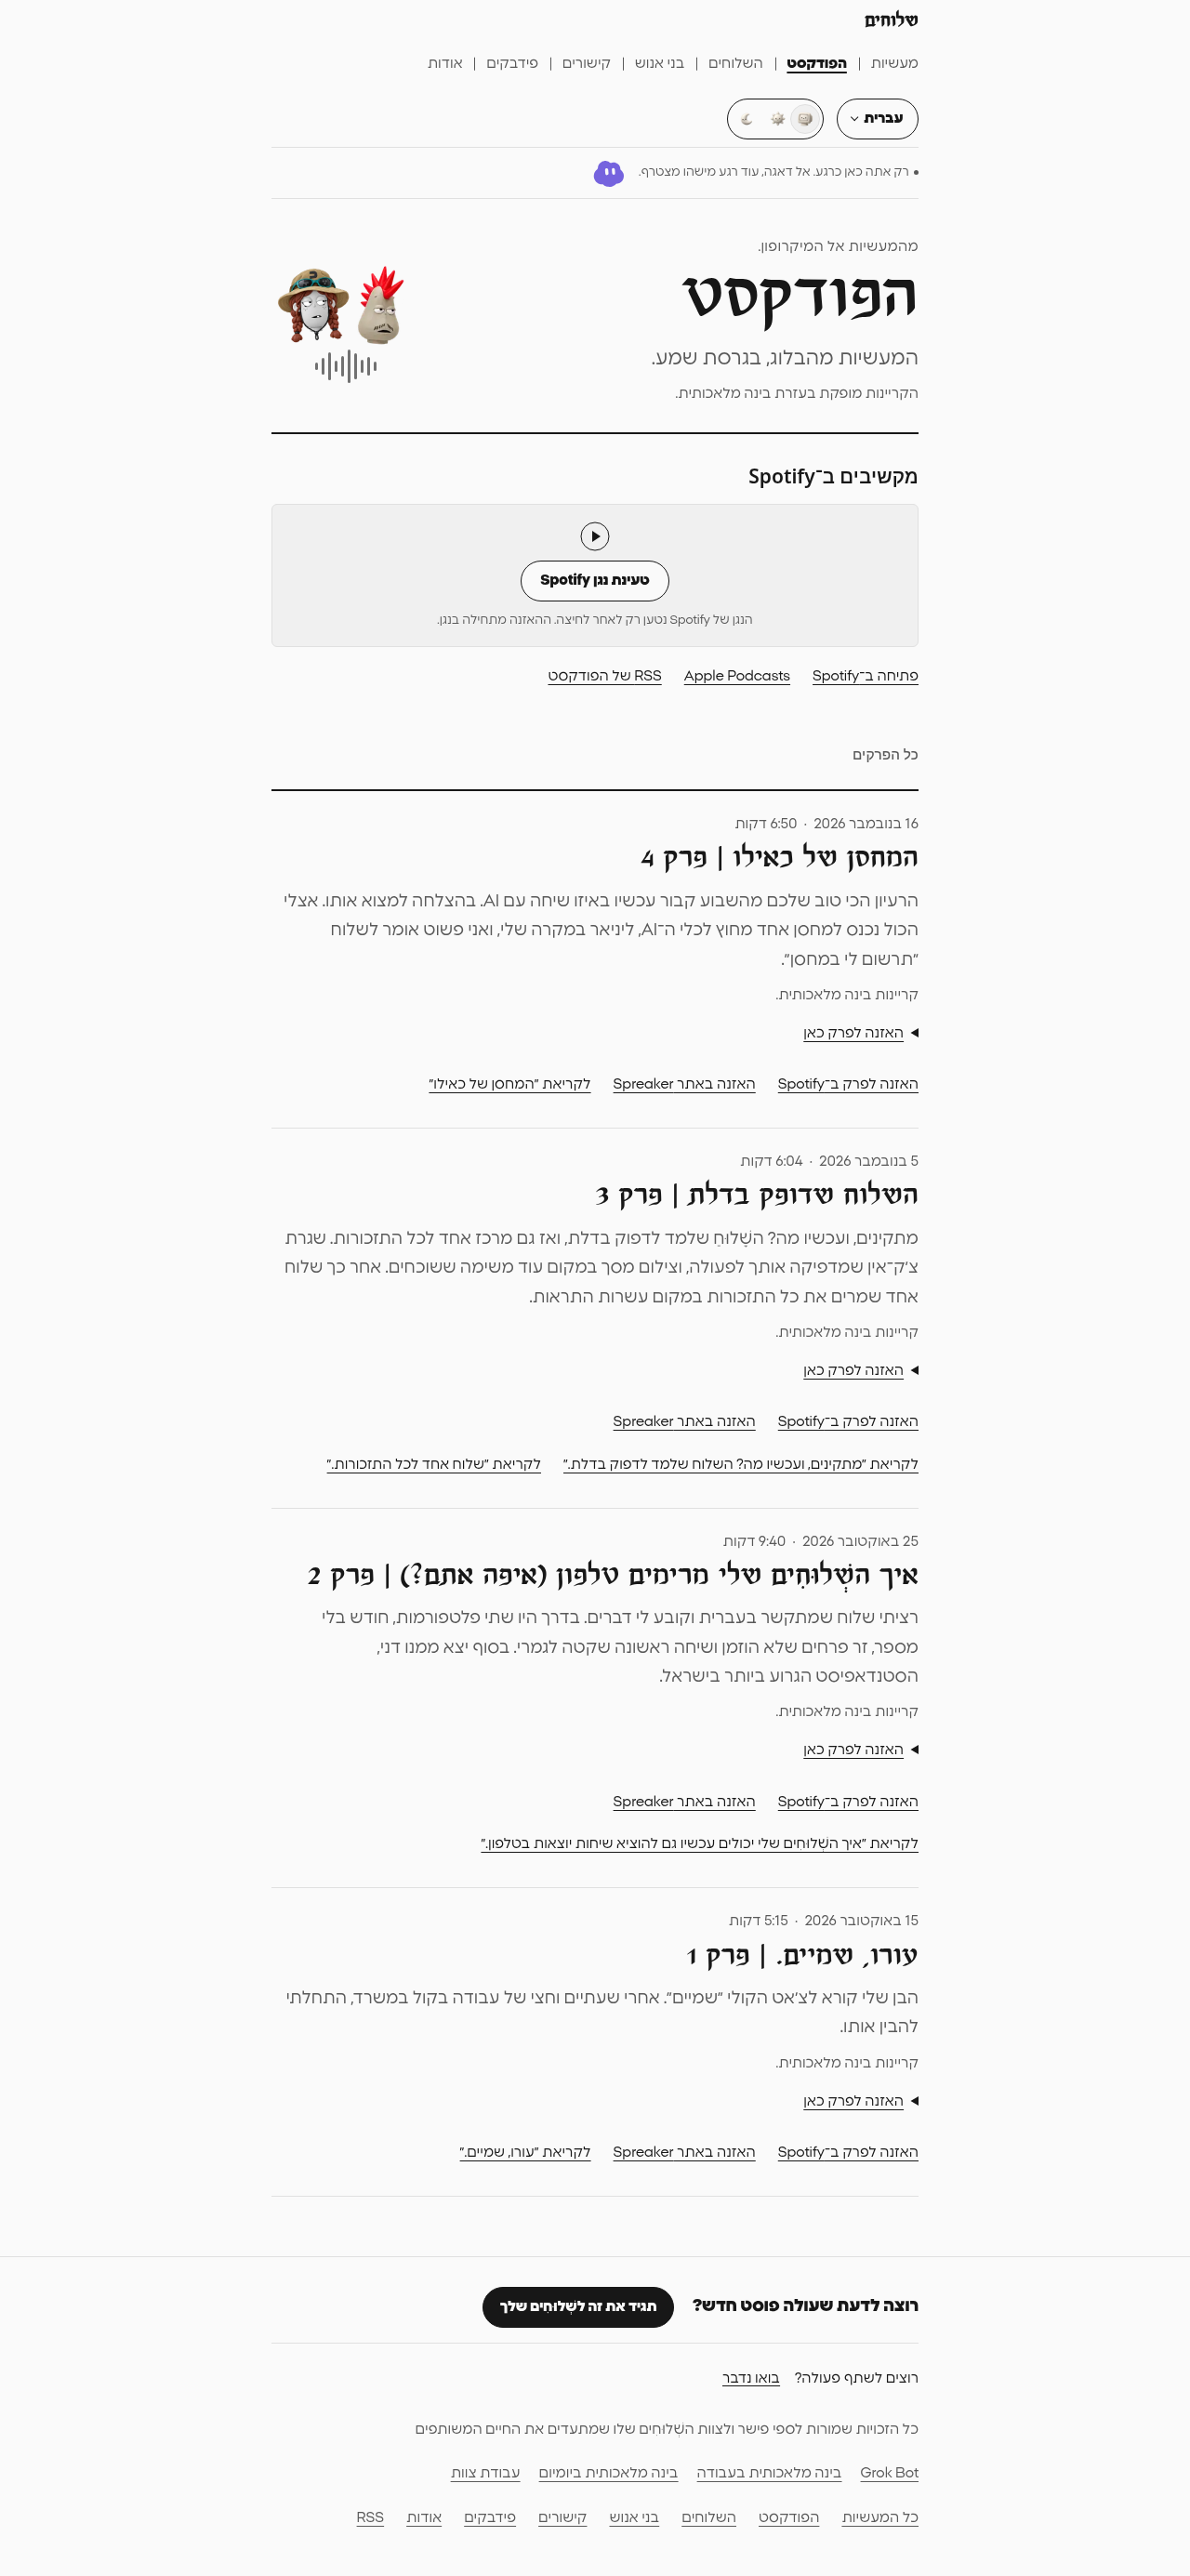 שלוחים
מעשיות | הפודקסט | השלוחים | בני אנוש | קישורים | פידבקים | אודות
עברית
• רק אתה כאן כרגע. אל דאגה, עוד רגע מישהו מצטרף.
מהמעשיות אל המיקרופון.
הפודקסט
המעשיות מהבלוג, בגרסת שמע.
הקריינות מופקת בעזרת בינה מלאכותית.
מקשיבים ב־Spotify
טעינת נגן Spotify
הנגן של Spotify נטען רק לאחר לחיצה. ההאזנה מתחילה בנגן.
פתיחה ב־Spotify Apple Podcasts RSS של הפודקסט
כל הפרקים
16 בנובמבר 2026 · 6:50 דקות
המחסן של כאילו | פרק 4
הרעיון הכי טוב שלכם מהשבוע קבור עכשיו באיזו שיחה עם AI. בהצלחה למצוא אותו. אצלי
הכול נכנס למחסן אחד מחוץ לכלי ה־AI, ליניאר במקרה שלי, ואני פשוט אומר לשלוח
״תרשום לי במחסן״.
קריינות בינה מלאכותית.
האזנה לפרק כאן
האזנה לפרק ב־Spotify האזנה באתר Spreaker לקריאת ״המחסן של כאילו״
5 בנובמבר 2026 · 6:04 דקות
השלוח שדופק בדלת | פרק 3
מתקינים, ועכשיו מה? השָׁלוּחַ שלמד לדפוק בדלת, ואז גם מרכז אחד לכל התזכורות. שגרת
צ׳ק־אין שמדפיקה אותך לפעולה, וצילום מסך במקום עוד משימה ששוכחים. אחר כך שלוח
אחד שמרים את כל התזכורות במקום עשרות התראות.
קריינות בינה מלאכותית.
האזנה לפרק כאן
האזנה לפרק ב־Spotify האזנה באתר Spreaker
לקריאת ״מתקינים, ועכשיו מה? השלוח שלמד לדפוק בדלת.״ לקריאת ״שלוח אחד לכל התזכורות.״
25 באוקטובר 2026 · 9:40 דקות
איך השְׁלוּחִים שלי מרימים טלפון (איפה אתם?) | פרק 2
רציתי שלוח שמתקשר בעברית וקובע לי דברים. בדרך היו שתי פלטפורמות, חודש בלי
מספר, זר פרחים שלא הוזמן ושיחה ראשונה שקטה לגמרי. בסוף יצא ממנו דני,
הסטנדאפיסט הגרוע ביותר בישראל.
קריינות בינה מלאכותית.
האזנה לפרק כאן
האזנה לפרק ב־Spotify האזנה באתר Spreaker
לקריאת ״איך השְׁלוּחִים שלי יכולים עכשיו גם להוציא שיחות יוצאות בטלפון.״
15 באוקטובר 2026 · 5:15 דקות
עורו, שמיים. | פרק 1
הבן שלי קורא לצ׳אט הקולי ״שמיים״. אחרי שעתיים וחצי של עבודה בקול במשרד, התחלתי
להבין אותו.
קריינות בינה מלאכותית.
האזנה לפרק כאן
האזנה לפרק ב־Spotify האזנה באתר Spreaker לקריאת ״עורו, שמיים.״
רוצה לדעת שעולה פוסט חדש? תגיד את זה לשְׁלוּחִים שלך
רוצים לשתף פעולה? בואו נדבר
כל הזכויות שמורות לספי פישר ולצוות השְׁלוּחִים שלו שמתעדים את החיים המשותפים
Grok Bot בינה מלאכותית בעבודה בינה מלאכותית ביומיום עבודת צוות
כל המעשיות הפודקסט השלוחים בני אנוש קישורים פידבקים אודות RSS